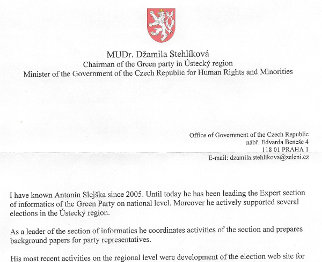 MUDr. Džamila Stehlíková
Chairman of the Green party in Ústecký region
Minister of the Government of the Czech Republic for Human Rights and Minorities
Office of Government of the Czech Republic
nábř. Edvarda Beneše 4
118 01 PRAHA 1
E-mail: dzamila.stehlikova@zeleni.cz
I have known Antonín Slejška since 2005. Until today he has been leading the Expert section
of informatics of the Green Party on national level. Moreover he actively supported several
elections in the Ústecký region.
As a leader of the section of informatics he coordinates activities of the section and prepares
background papers for party representatives.
His most recent activities on the regional level were development of the election web site for